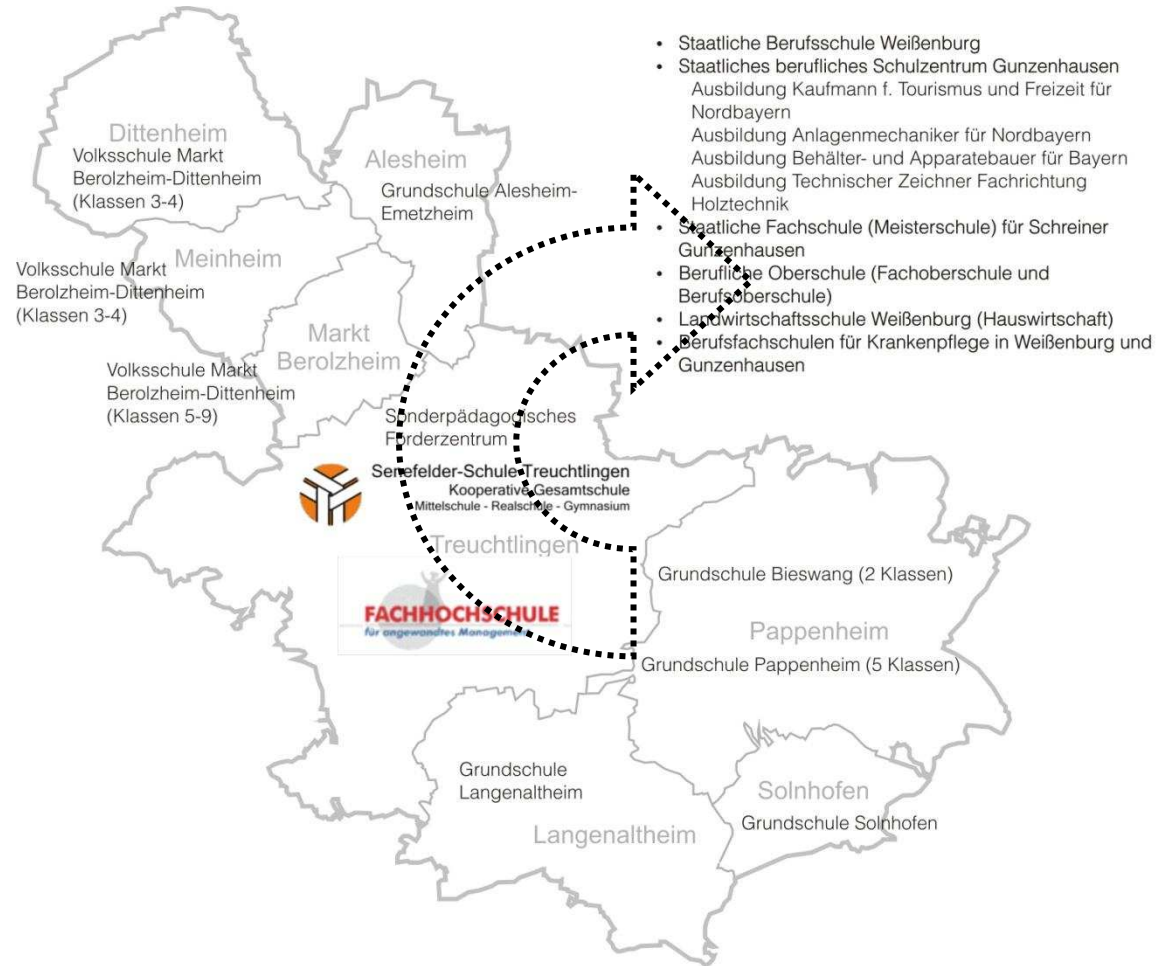 • Staatliche Berufsschule Weißenburg
• Staatliches berufliches Schulzentrum Gunzenhausen
Ausbildung Kaufmann f. Tourismus und Freizeit für
Nordbayern
Ausbildung Anlagenmechaniker für Nordbayern
Ausbildung Behälter- und Apparatebauer für Bayern
Ausbildung Technischer Zeichner Fachrichtung
Holztechnik
• Staatliche Fachschule (Meisterschule) für Schreiner
Gunzenhausen
• Berufliche Oberschule (Fachoberschule und
Berufsoberschule)
• Landwirtschaftsschule Weißenburg (Hauswirtschaft)
• Berufsfachschulen für Krankenpflege in Weißenburg und
Gunzenhausen
Dittenheim
Volksschule Markt
Berolzheim-Dittenheim
(Klassen 3-4)
Alesheim
Grundschule Alesheim-
Emetzheim
Meinheim
Volksschule Markt
Berolzheim-Dittenheim
(Klassen 3-4)
Markt
Berolzheim
Volksschule Markt
Berolzheim-Dittenheim
(Klassen 5-9)
Sonderpädagogisches
Förderzentrum
Senefelder-Schule Treuchtlingen
Kooperative Gesamtschule
Mittelschule - Realschule - Gymnasium
Treuchtlingen
FACHHOCHSCHULE
für angewandtes Management
Grundschule Bieswang (2 Klassen)
Pappenheim
Grundschule Pappenheim (5 Klassen)
Grundschule
Langenaltheim
Langenaltheim
Solnhofen
Grundschule Solnhofen